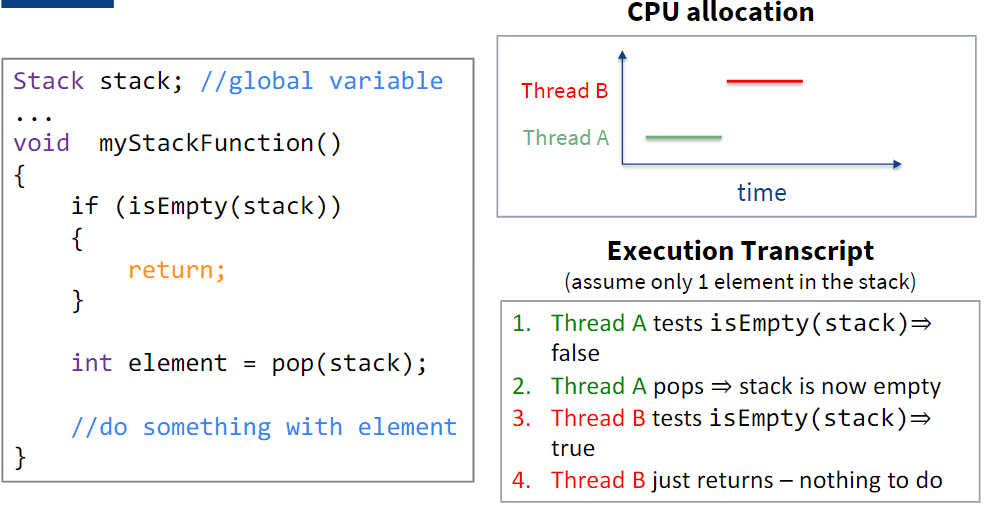 Stack stack; //global variable
...
void  myStackFunction()
{
    if (isEmpty(stack))
    {
        return;
    }
    int element = pop(stack);
    //do something with element
}
CPU allocation
Thread B
Thread A
time
Execution Transcript
(assume only 1 element in the stack)
1. Thread A tests isEmpty(stack)⇒
false
2. Thread A pops ⇒ stack is now empty
3. Thread B tests isEmpty(stack)⇒
true
4. Thread B just returns – nothing to do